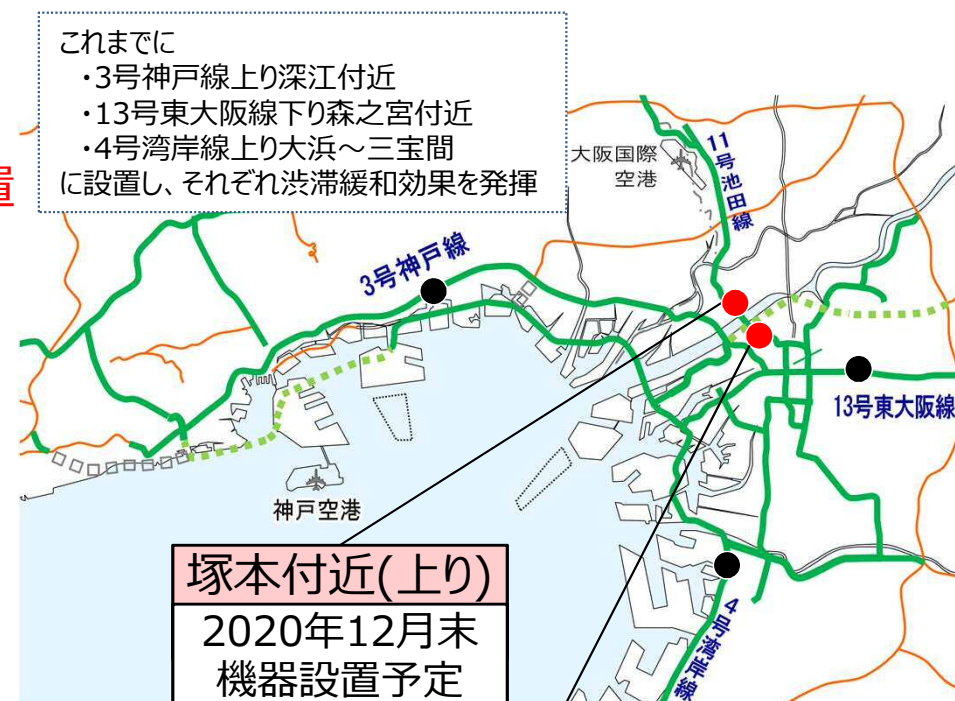 これまでに
・3号神戸線上り深江付近
・13号東大阪線下り森之宮付近
・4号湾岸線上り大浜～三宝間
に設置し、それぞれ渋滞緩和効果を発揮
置
大阪国際
空港
11号池田線
3号神戸線
13号東大阪線
神戸空港
塚本付近(上り)
2020年12月末
機器設置予定
4号湾岸線